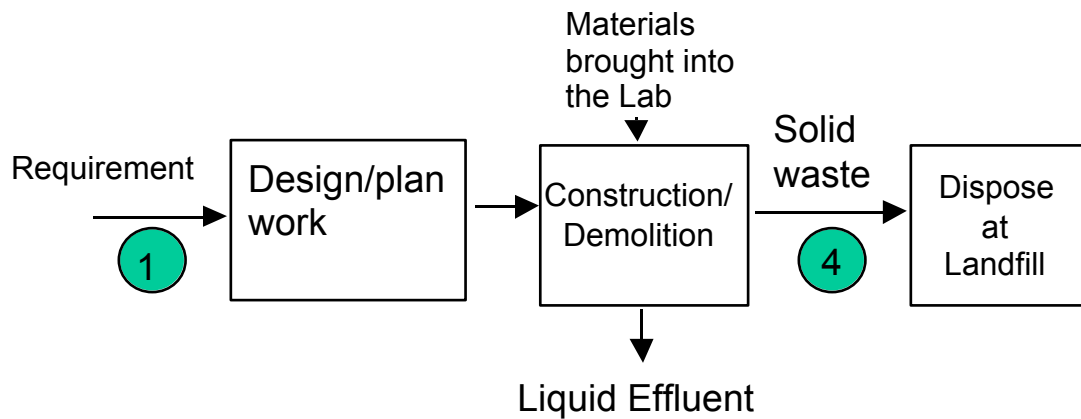 Materials
brought into
the Lab
Requirement
1
Design/plan
work
Construction/
Demolition
Solid
waste
4
Dispose
at
Landfill
Liquid Effluent